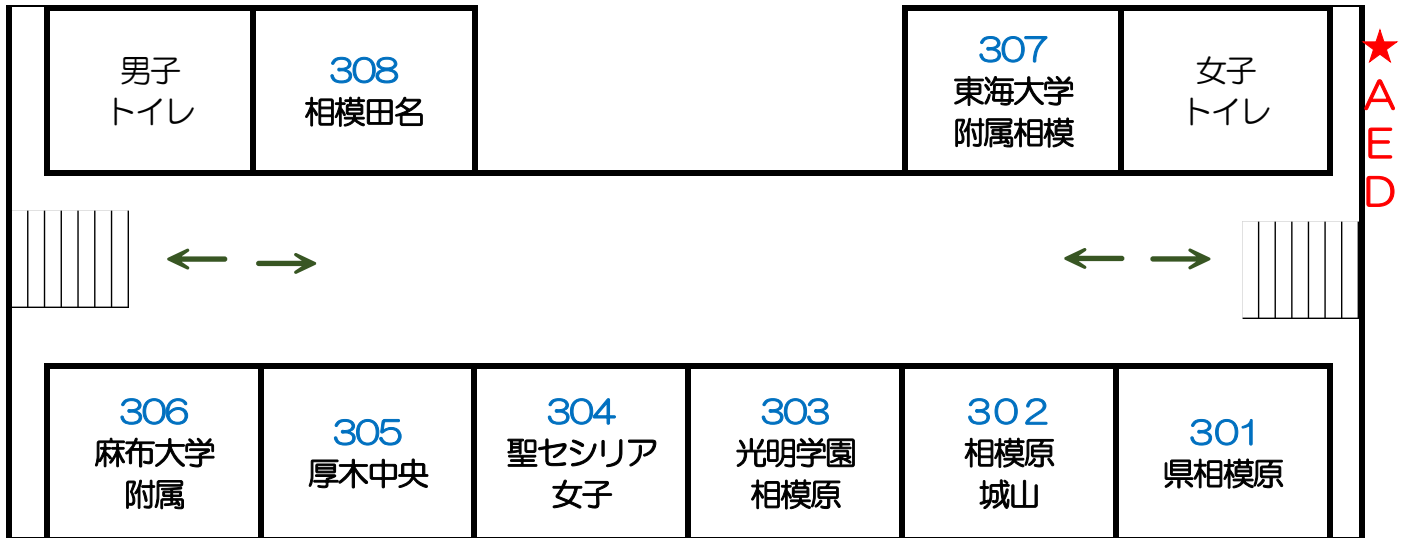 男子
トイレ
308
相模田名
307
東海大学
附属相模
女子
トイレ
★AED
306
麻布大学
附属
305
厚木中央
304
聖セシリア
女子
303
光明学園
相模原
302
相模原
城山
301
県相模原